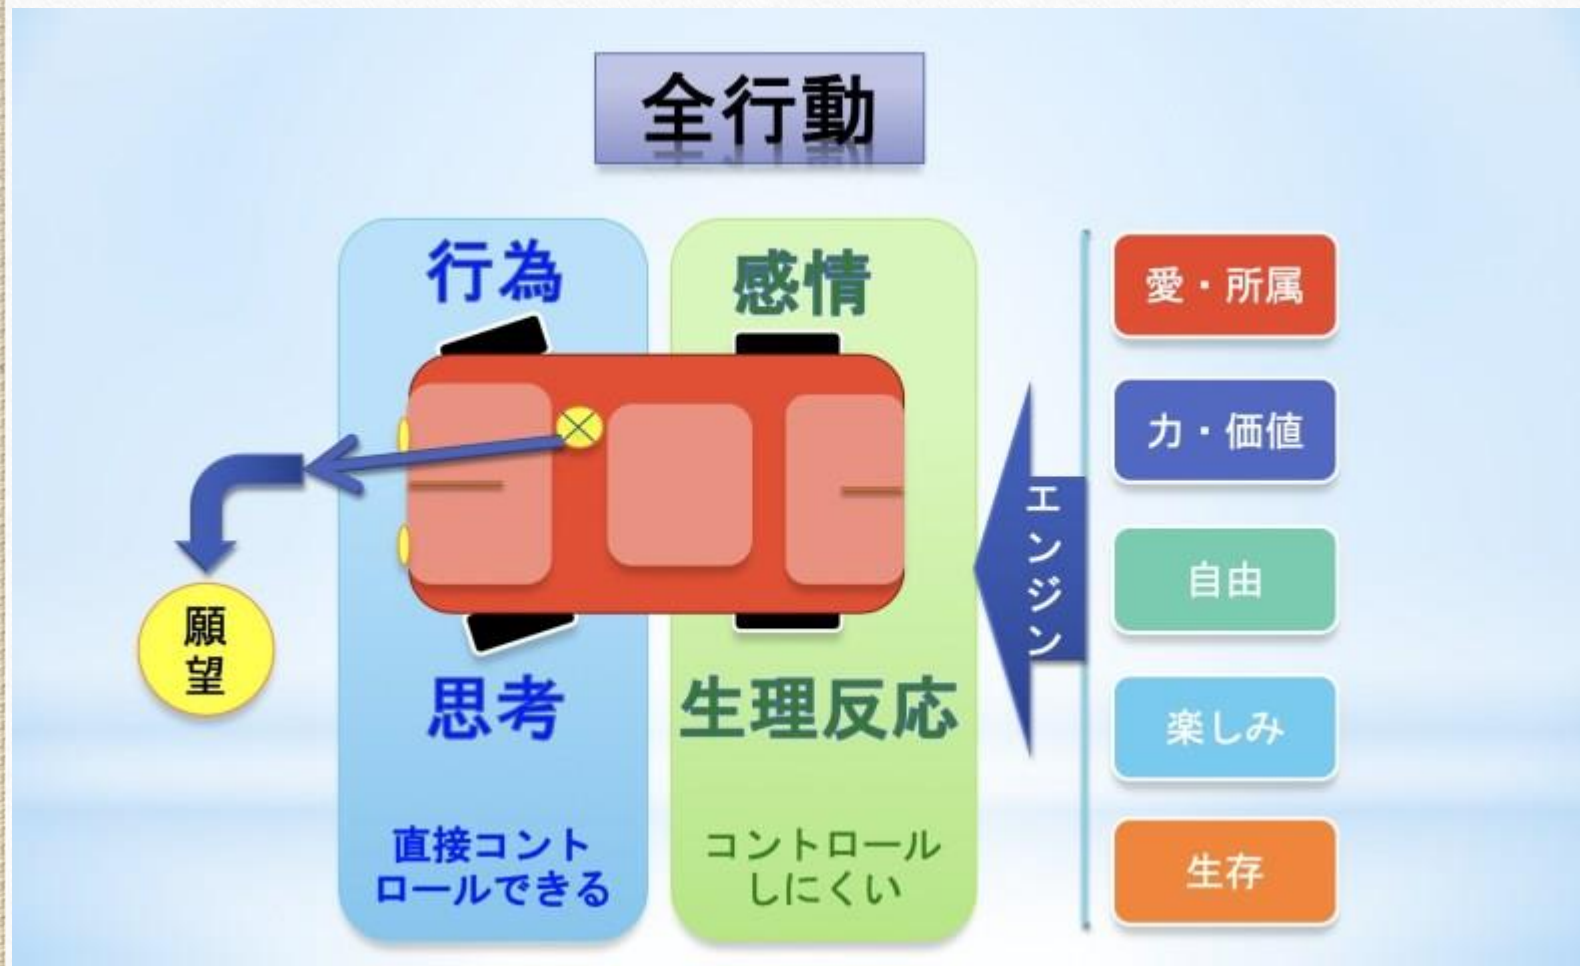 全行動
行為
感情
思考
生理反応
直接コント
ロールできる
コントロール
しにくい
願
望
エンジン
愛・所属
力・価値
自由
楽しみ
生存